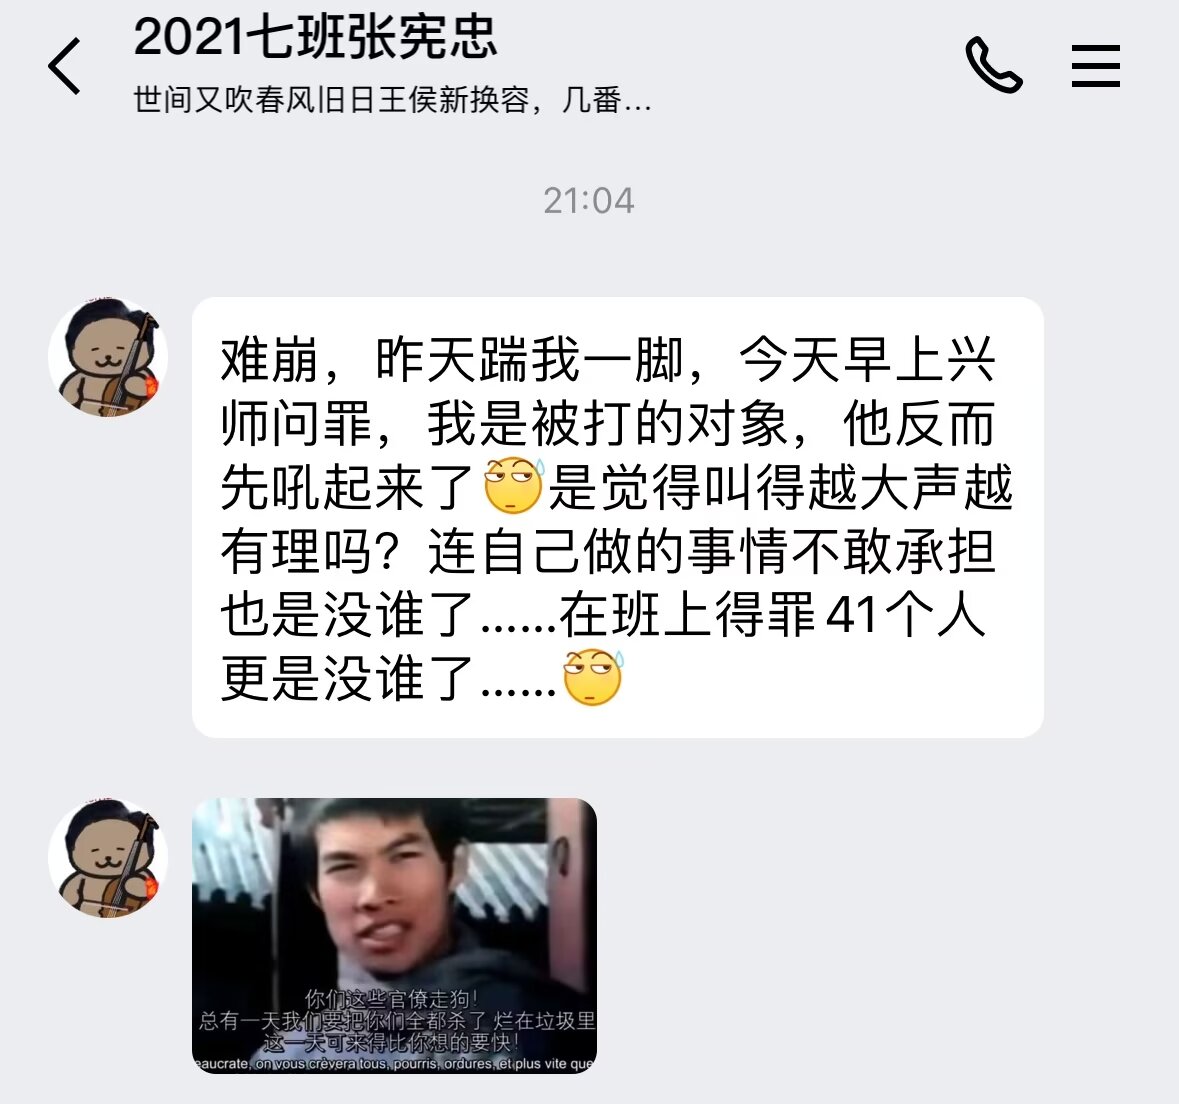 2021七班张宪忠
世间又吹春风旧日王侯新换容，几番...
21:04
难崩，昨天踹我一脚，今天早上兴
师问罪，我是被打的对象，他反而
先吼起来了是觉得叫得越大声越
有理吗？连自己做的事情不敢承担
也是没谁了......在班上得罪41个人
更是没谁了......
你们这些官僚走狗！
总有一天我们要把你们全都杀了 烂在垃圾里
这一天可来得比你想的要快！
eaucrate, on vous crèvera tous, pourris, ordures, et plus vite que